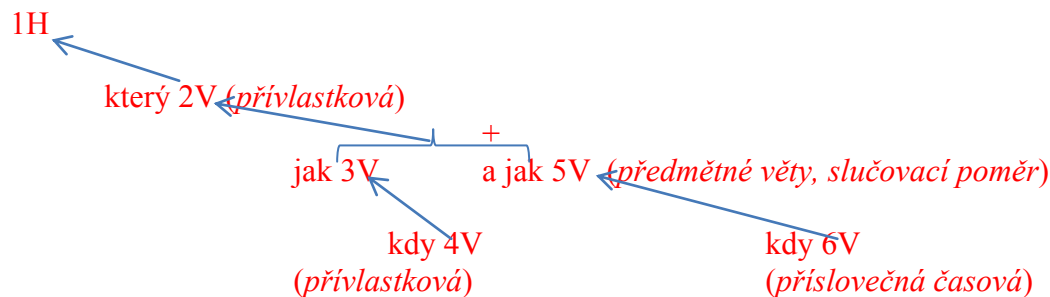 1H
který 2V (přívlastková)
+
jak 3V a jak 5V (předmětné věty, slučovací poměr)
kdy 4V kdy 6V
(přívlastková) (příslovečná časová)